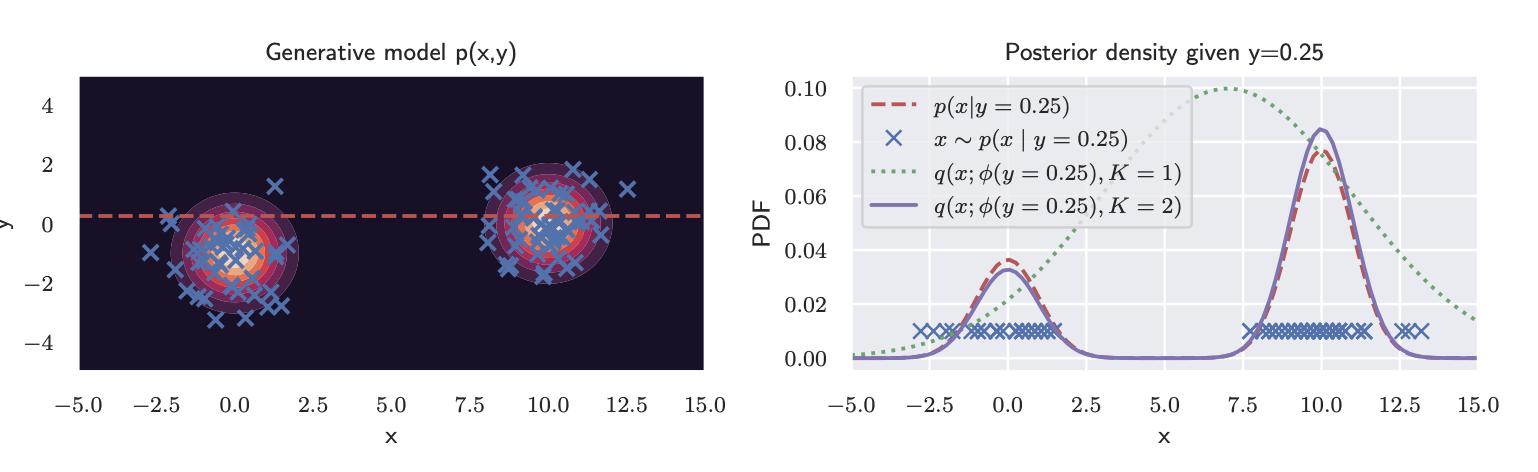 Generative model p(x,y)
4
2
0
−2
−4
y
−5.0 −2.5 0.0 2.5 5.0 7.5 10.0 12.5 15.0
x
Posterior density given y=0.25
0.10
0.08
0.06
0.04
0.02
0.00
PDF
p(x|y = 0.25)
x ∼ p(x | y = 0.25)
q(x; ϕ(y = 0.25), K = 1)
q(x; ϕ(y = 0.25), K = 2)
−5.0 −2.5 0.0 2.5 5.0 7.5 10.0 12.5 15.0
x